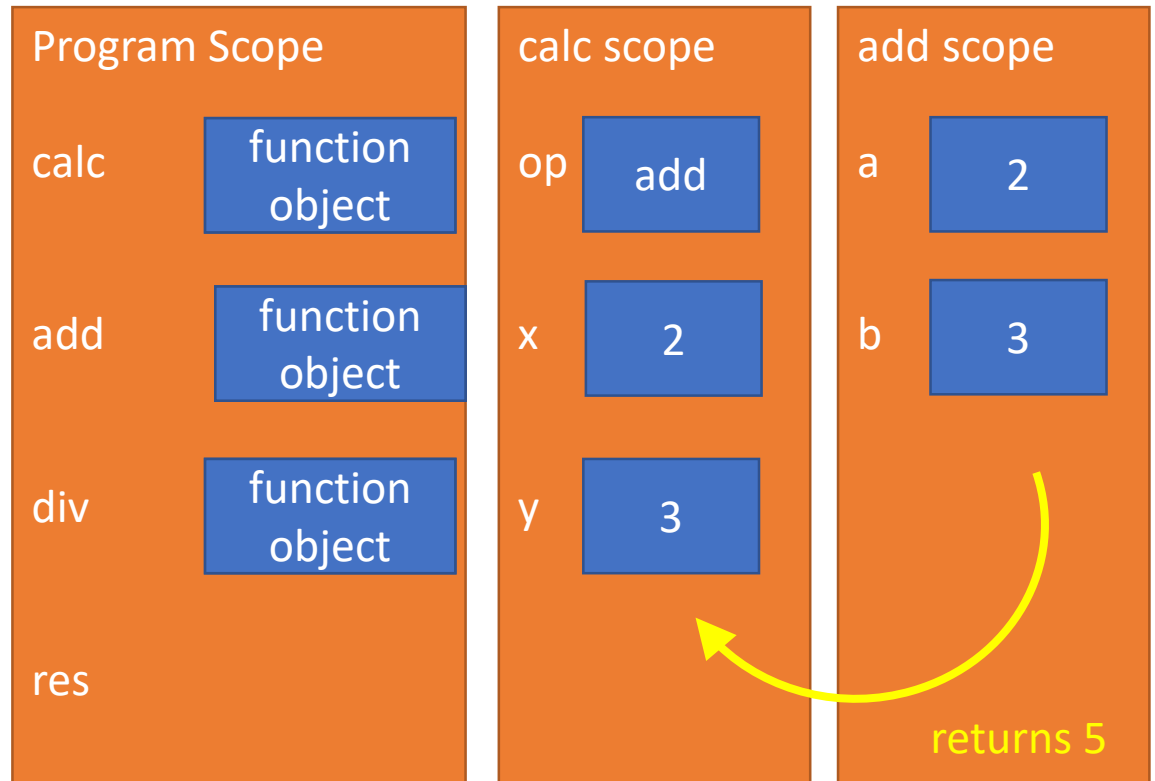 Program Scope
calc
function
object
add
function
object
div
function
object
res
calc scope
op
add
x
2
y
3
add scope
a
2
b
3
returns 5